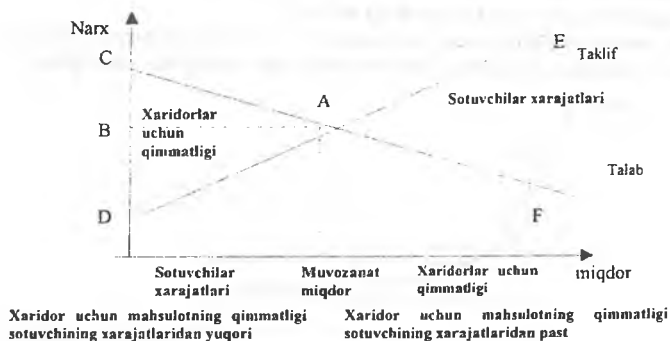 Narx
E
C
Taklif
A
Sotuvchilar xarajatlari
Xaridorlar
uchun
qimmatligi
B
Talab
D
F
Sotuvchilar
xarajatlari
Muvozanat
miqdor
Xaridorlar uchun
qimmatligi
miqdor
Xaridor uchun mahsulotning qimmatligi
sotuvchining xarajatlaridan yuqori
Xaridor uchun mahsulotning qimmatligi
sotuvchining xarajatlaridan past